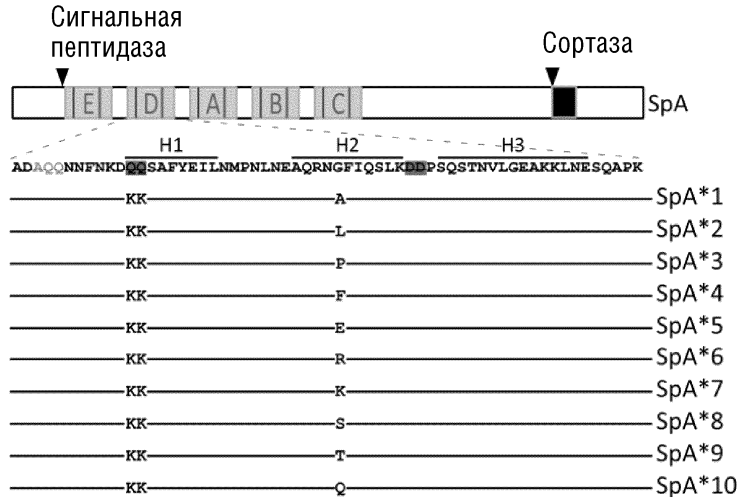 Сигнальная
пептидаза
Сортаза
E D A B C SpA
H1 H2 H3
ADAQQNNFNKDQQSAFYEILNMPNLNEAQRNGFIQSLKDDPSQSTNVLGEAKKLNESQAPK
KK A SpA*1
KK L SpA*2
KK P SpA*3
KK F SpA*4
KK E SpA*5
KK R SpA*6
KK K SpA*7
KK S SpA*8
KK T SpA*9
KK Q SpA*10